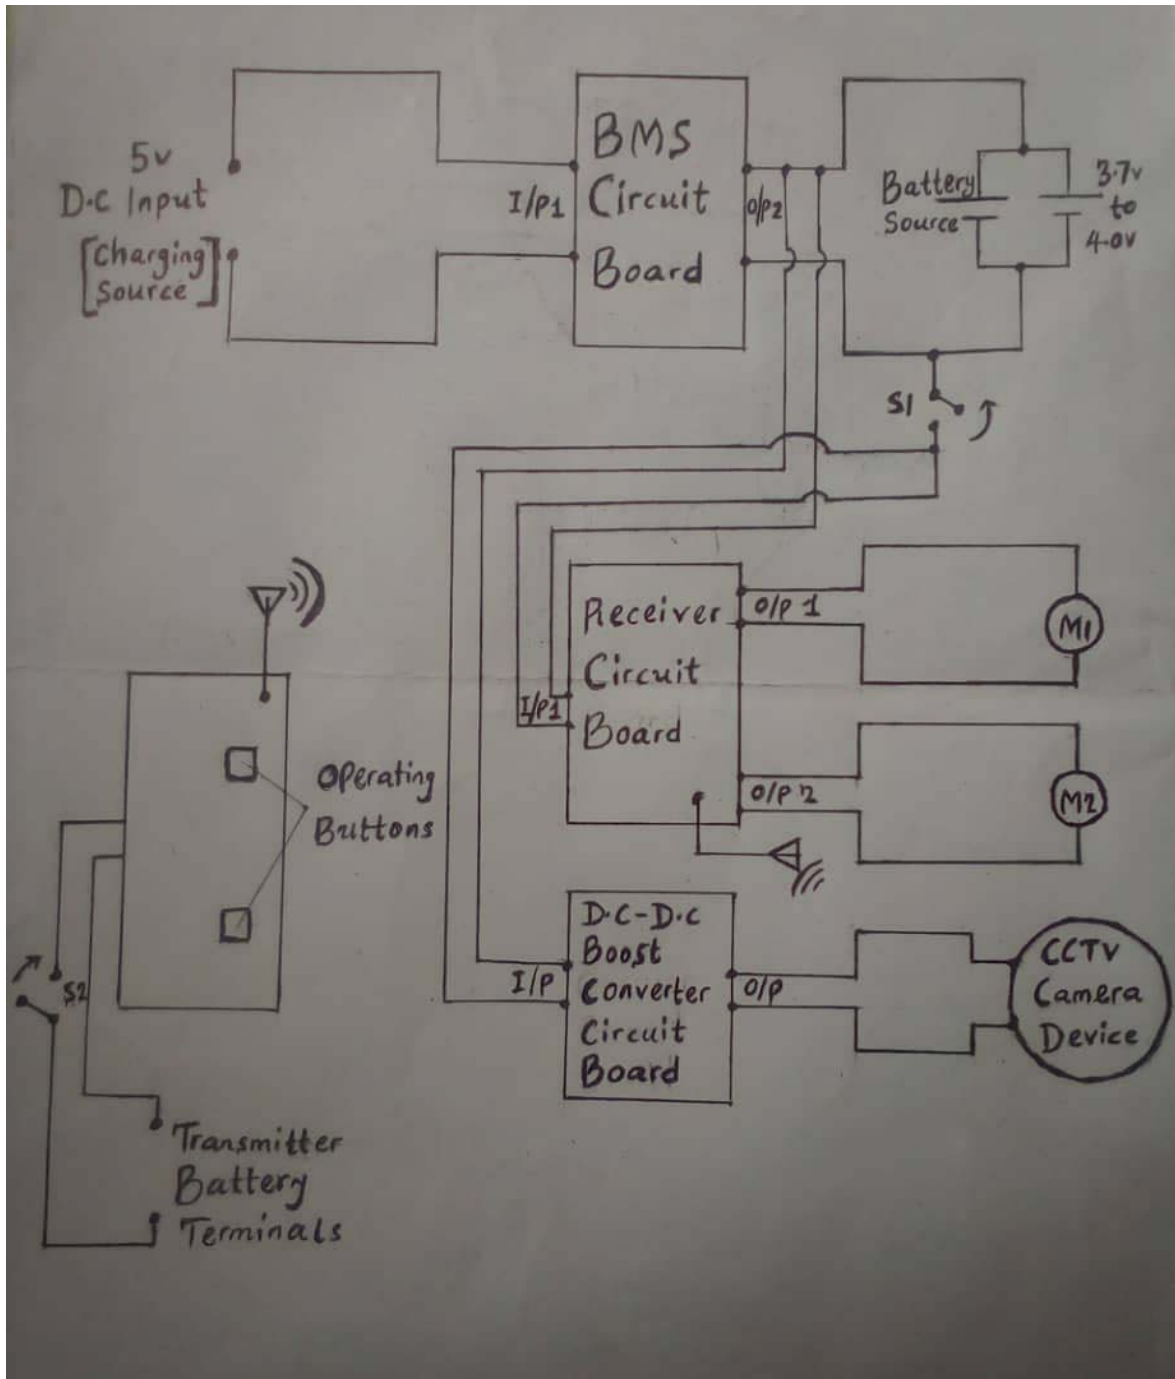 5v
D.C Input
[Charging
Source]
I/P1
BMS
Circuit
Board
O/P2
Battery
Source
3.7v
to
4.0v
S1
Receiver
Circuit
Board
I/P1
O/P 1
M1
O/P 2
M2
Operating
Buttons
S2
Transmitter
Battery
Terminals
D.C-D.C
Boost
Converter
Circuit
Board
I/P
O/P
CCTV
Camera
Device